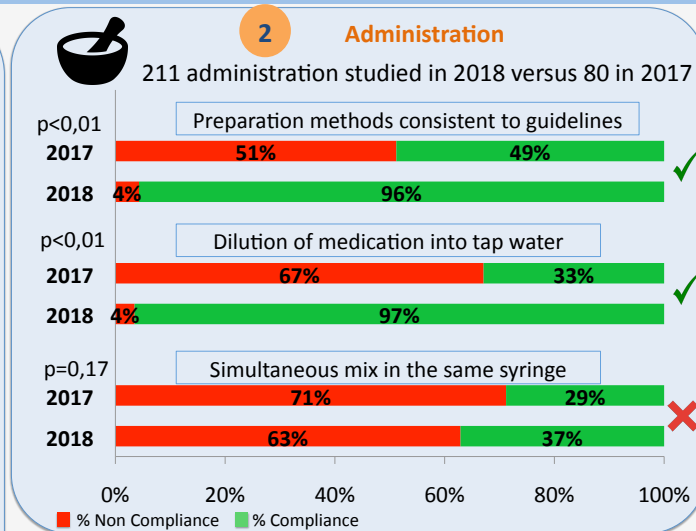 2 Administration
211 administration studied in 2018 versus 80 in 2017
p<0,01 Preparation methods consistent to guidelines
2017 51% 49%
2018 4% 96%
p<0,01 Dilution of medication into tap water
2017 67% 33%
2018 4% 97%
p=0,17 Simultaneous mix in the same syringe
2017 71% 29%
2018 63% 37%
0% 20% 40% 60% 80% 100%
% Non Compliance % Compliance